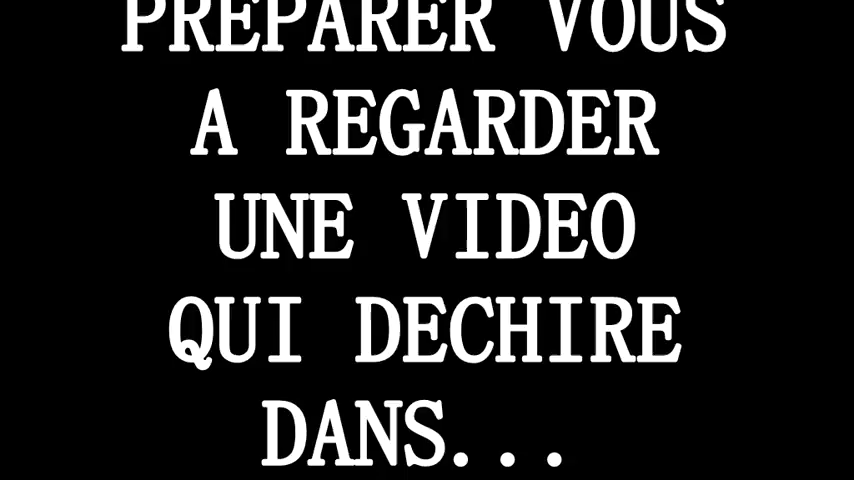 PREPARER VOUS
A REGARDER
UNE VIDEO
QUI DECHIRE
DANS...